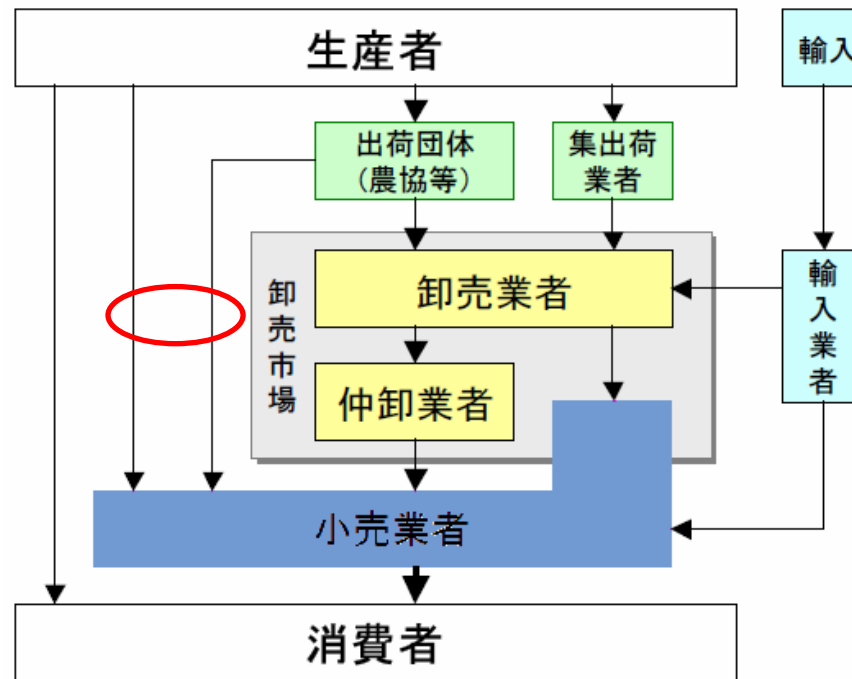 生産者
輸入
出荷団体
(農協等)
集出荷
業者
卸売市場
卸売業者
輸入業者
仲卸業者
小売業者
消費者